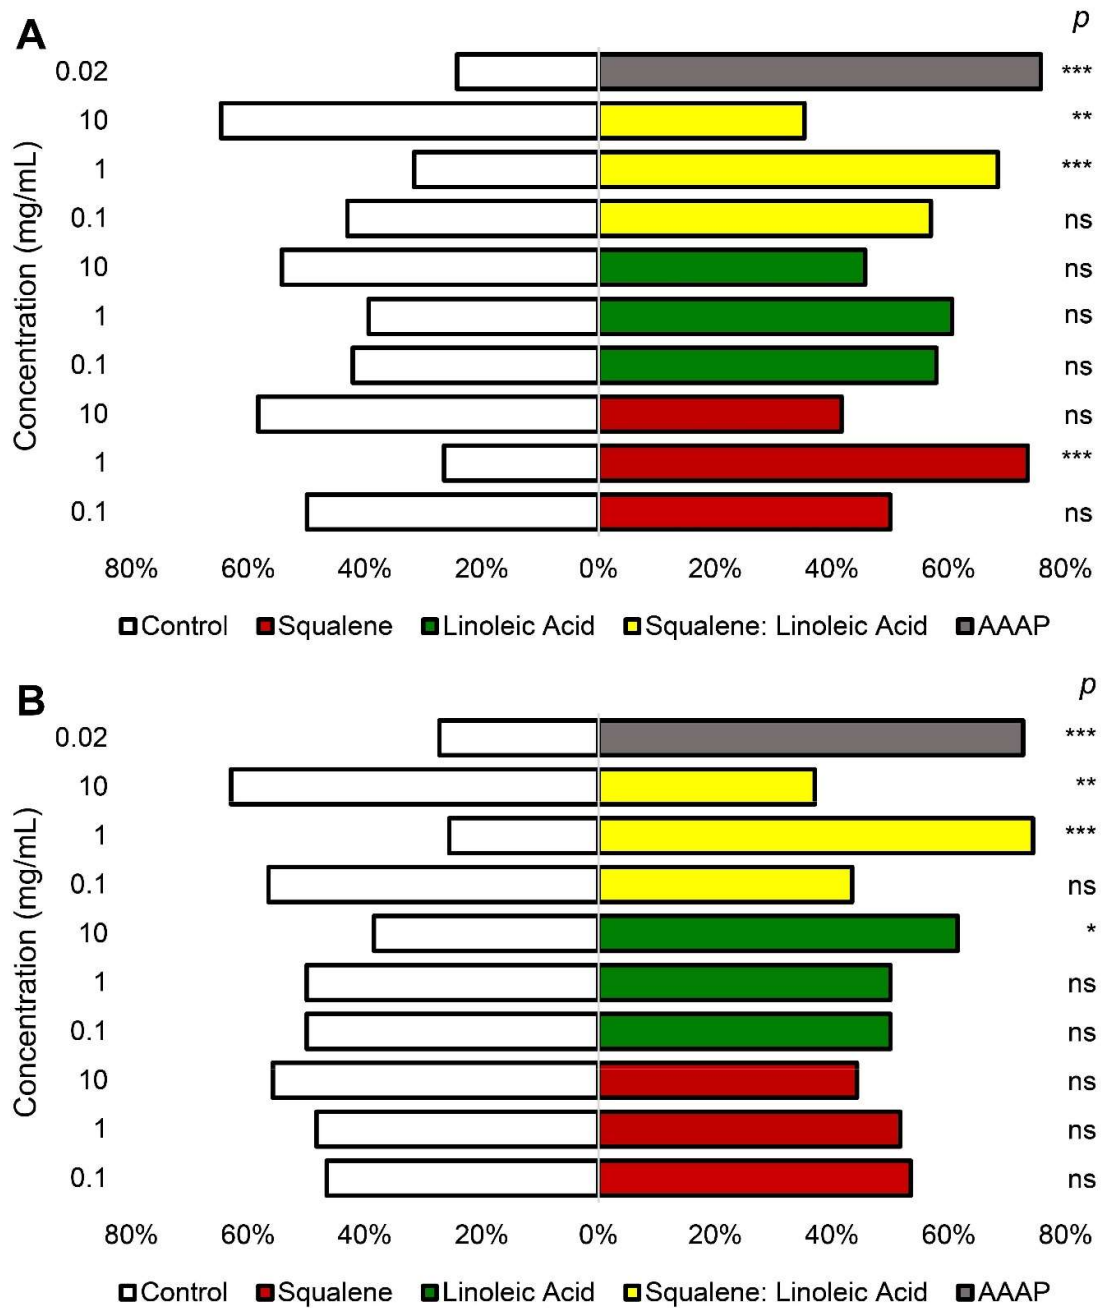 A
p
Concentration (mg/mL)
0.02 ***
10 **
1 ***
0.1 ns
10 ns
1 ns
0.1 ns
10 ns
1 ***
0.1 ns
80% 60% 40% 20% 0% 20% 40% 60% 80%
Control Squalene Linoleic Acid Squalene: Linoleic Acid AAAP
B
p
Concentration (mg/mL)
0.02 ***
10 **
1 ***
0.1 ns
10 *
1 ns
0.1 ns
10 ns
1 ns
0.1 ns
80% 60% 40% 20% 0% 20% 40% 60% 80%
Control Squalene Linoleic Acid Squalene: Linoleic Acid AAAP